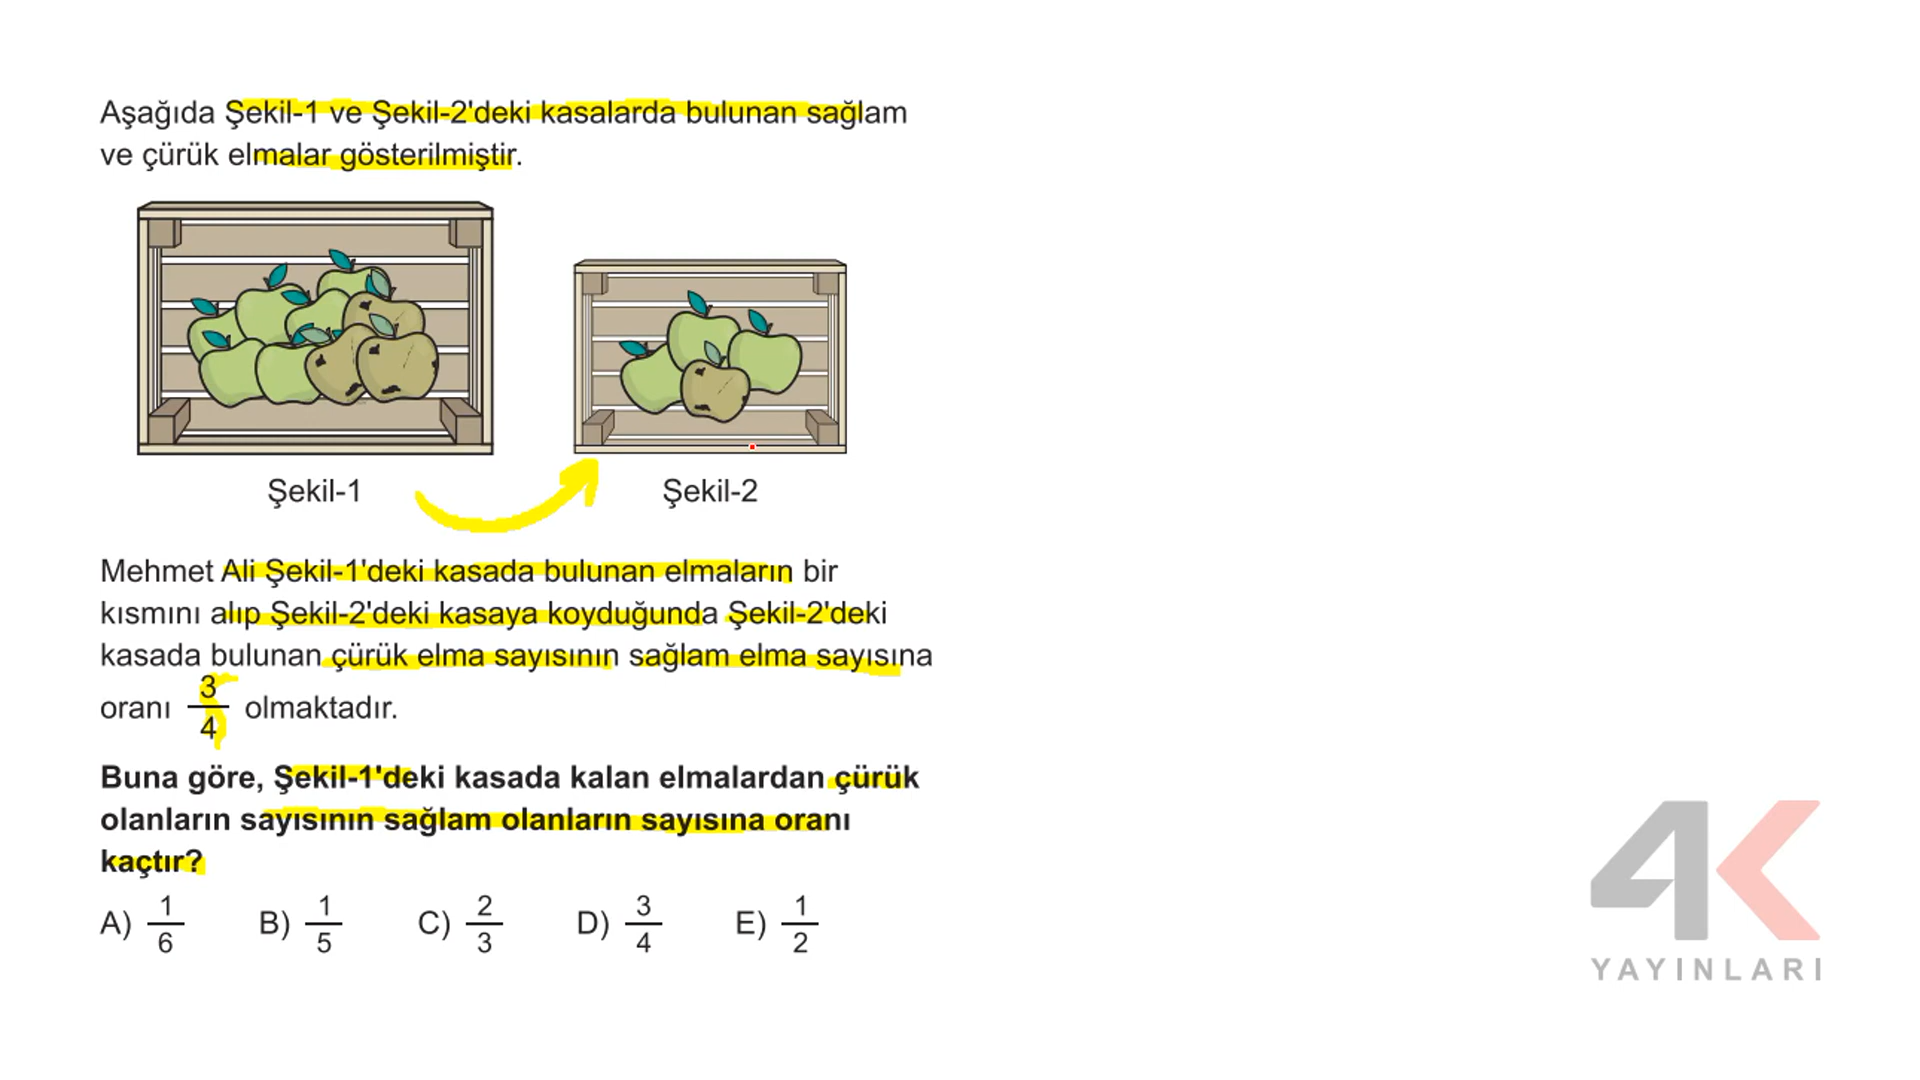 Aşağıda Şekil-1 ve Şekil-2'deki kasalarda bulunan sağlam
ve çürük elmalar gösterilmiştir.
Şekil-1
Şekil-2
Mehmet Ali Şekil-1'deki kasada bulunan elmaların bir
kısmını alıp Şekil-2'deki kasaya koyduğunda Şekil-2'deki
kasada bulunan çürük elma sayısının sağlam elma sayısına
oranı 3/4 olmaktadır.
Buna göre, Şekil-1'deki kasada kalan elmalardan çürük
olanların sayısının sağlam olanların sayısına oranı
kaçtır?
A) 1/6 B) 1/5 C) 2/3 D) 3/4 E) 1/2
4K
YAYINLARI